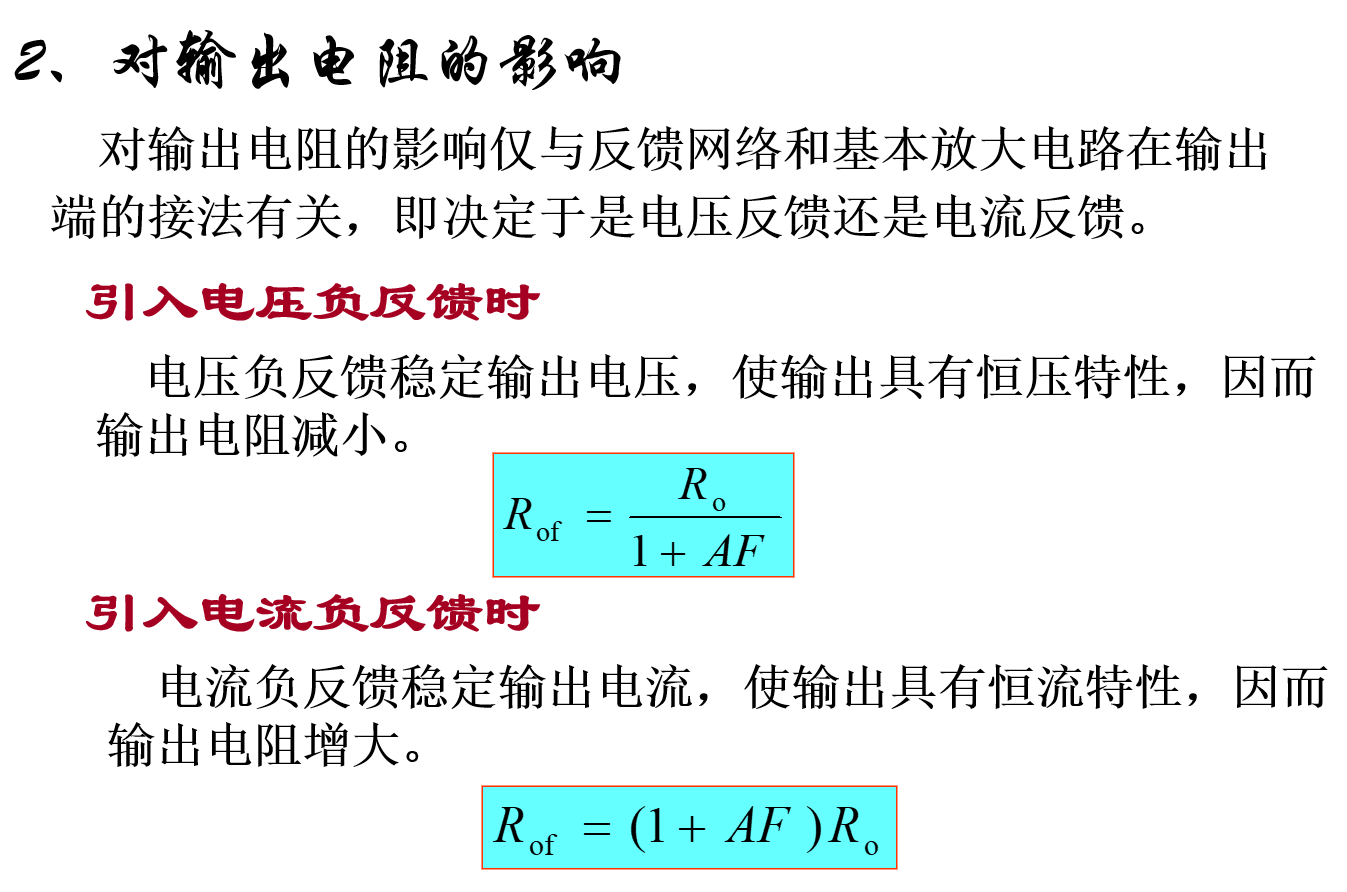 2、对输出电阻的影响
对输出电阻的影响仅与反馈网络和基本放大电路在输出
端的接法有关，即决定于是电压反馈还是电流反馈。
引入电压负反馈时
电压负反馈稳定输出电压，使输出具有恒压特性，因而
输出电阻减小。
R_of = R_o / (1 + AF)
引入电流负反馈时
电流负反馈稳定输出电流，使输出具有恒流特性，因而
输出电阻增大。
R_of = (1 + AF)R_o